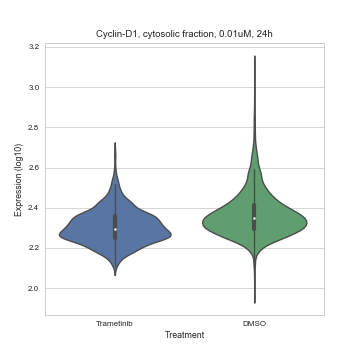 Cyclin-D1, cytosolic fraction, 0.01uM, 24h
3.2
3.0
2.8
2.6
2.4
2.2
2.0
Expression (log10)
Trametinib DMSO
Treatment